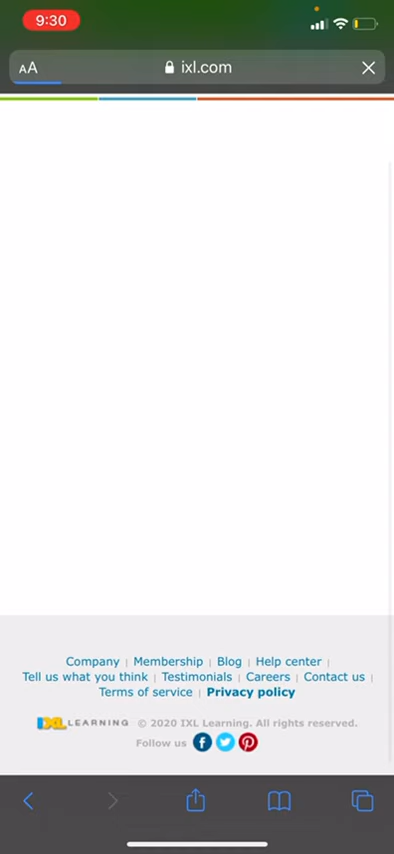 9:30
AA ixl.com
Company | Membership | Blog | Help center |
Tell us what you think | Testimonials | Careers | Contact us |
Terms of service | Privacy policy
IXL LEARNING © 2020 IXL Learning. All rights reserved.
Follow us